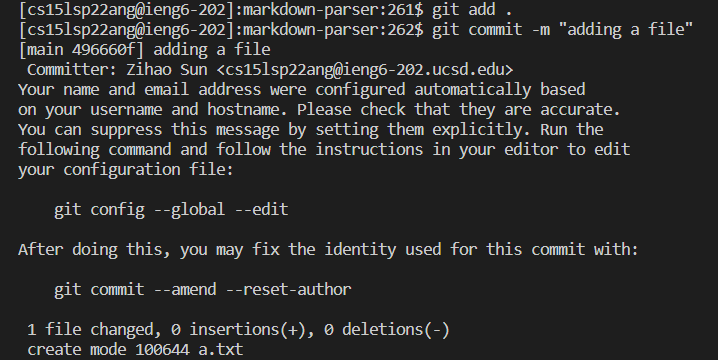 [cs15lsp22ang@ieng6-202]:markdown-parser:261$ git add .
[cs15lsp22ang@ieng6-202]:markdown-parser:262$ git commit -m "adding a file"
[main 496660f] adding a file
 Committer: Zihao Sun <cs15lsp22ang@ieng6-202.ucsd.edu>
Your name and email address were configured automatically based
on your username and hostname. Please check that they are accurate.
You can suppress this message by setting them explicitly. Run the
following command and follow the instructions in your editor to edit
your configuration file:

    git config --global --edit

After doing this, you may fix the identity used for this commit with:

    git commit --amend --reset-author

 1 file changed, 0 insertions(+), 0 deletions(-)
 create mode 100644 a.txt